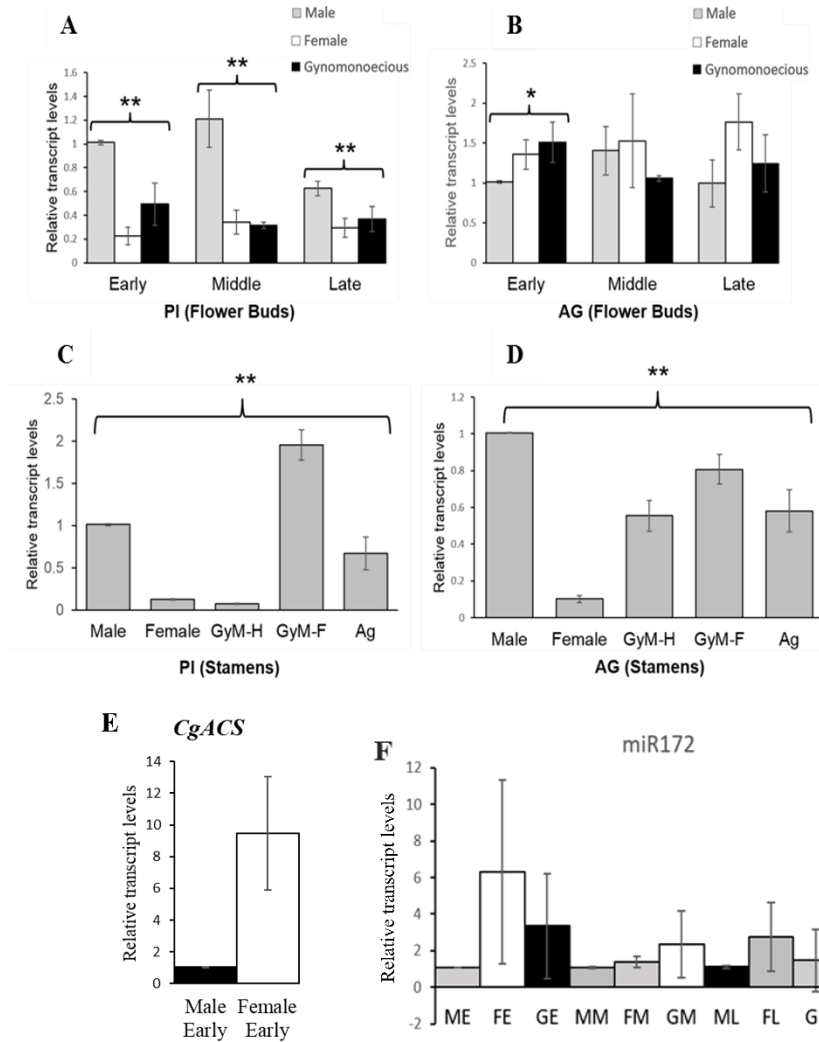 A
Male
Female
Gynomonoecious
**
**
**
Relative transcript levels
1.6
1.4
1.2
1
0.8
0.6
0.4
0.2
0
Early Middle Late
PI (Flower Buds)
B
Male
Female
Gynomonoecious
*
Relative transcript levels
2.5
2
1.5
1
0.5
0
Early Middle Late
AG (Flower Buds)
C
**
Relative transcript levels
2.5
2
1.5
1
0.5
0
Male Female GyM-H GyM-F Ag
PI (Stamens)
D
**
Relative transcript levels
1.2
1
0.8
0.6
0.4
0.2
0
Male Female GyM-H GyM-F Ag
AG (Stamens)
E
CgACS
Relative transcript levels
14
12
10
8
6
4
2
0
Male Female
Early Early
F
miR172
Relative transcript levels
12
10
8
6
4
2
0
-2
ME FE GE MM FM GM ML FL